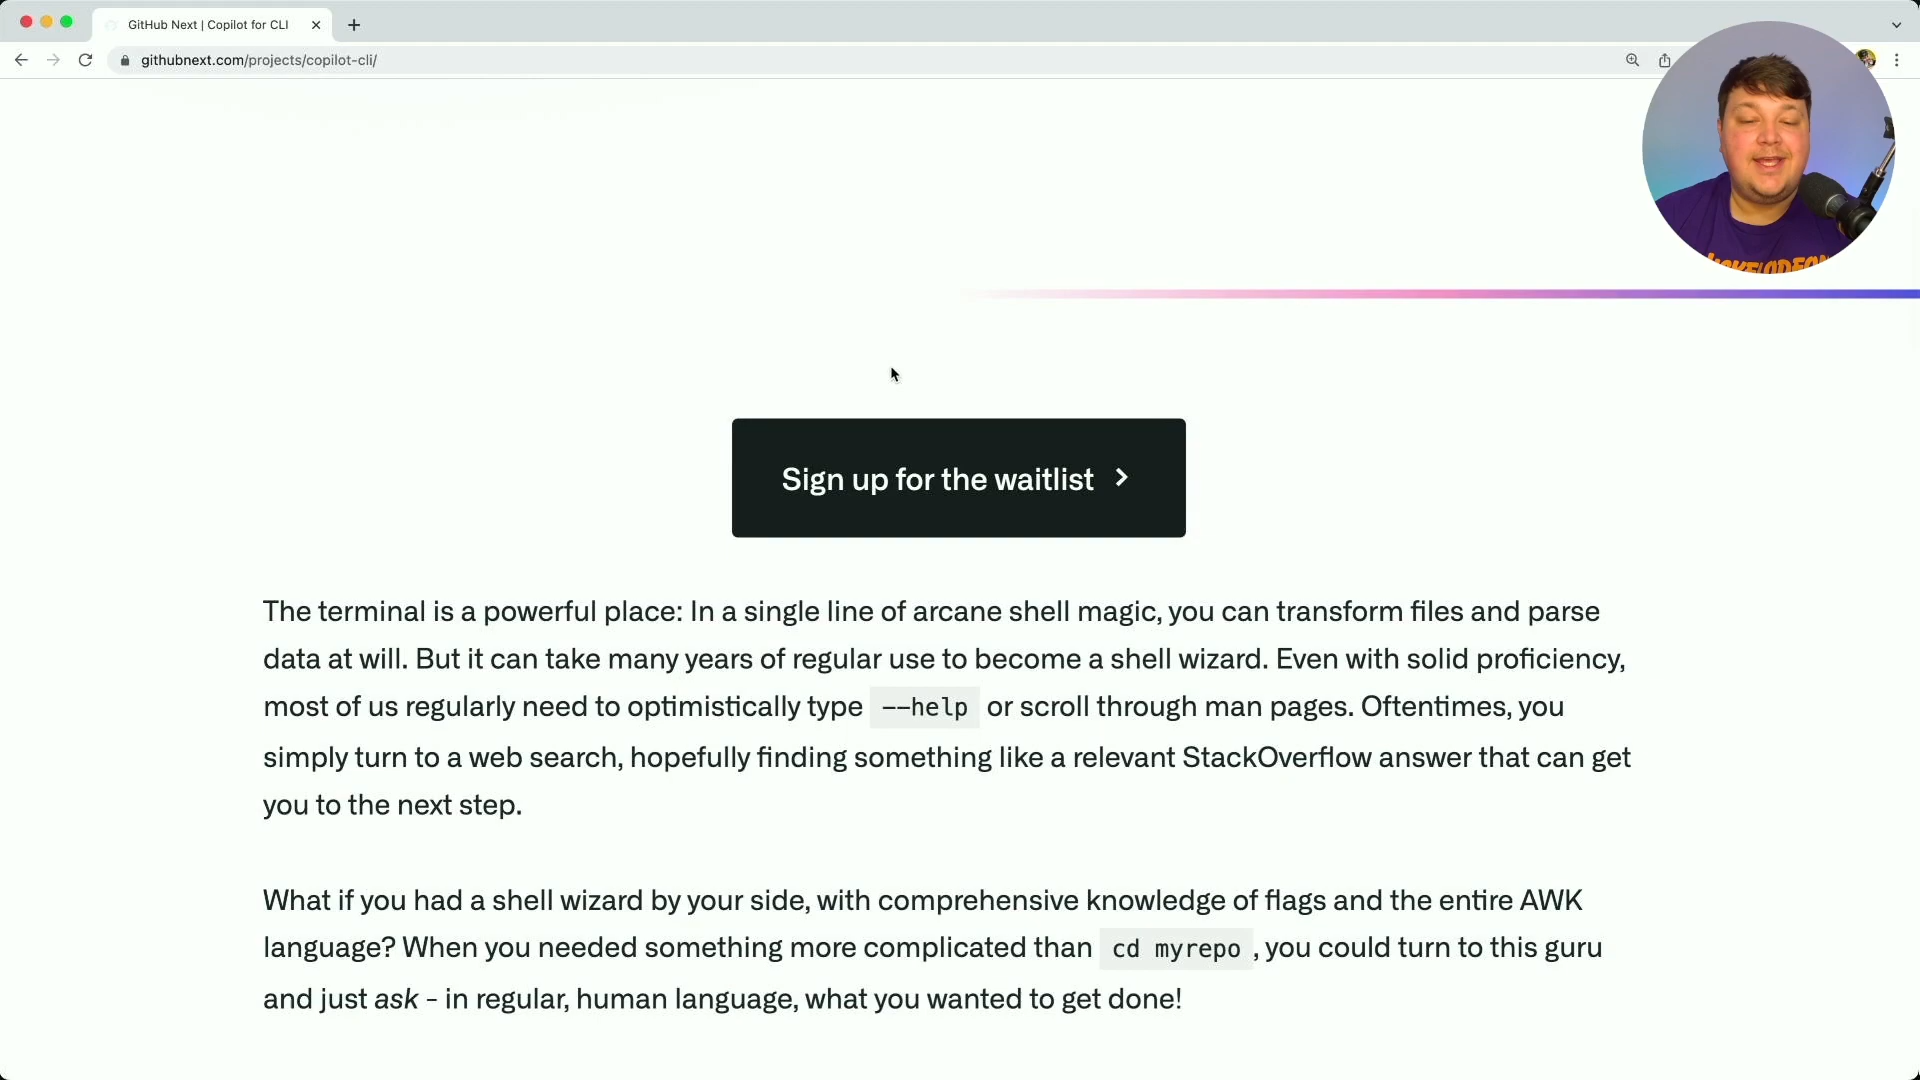 GitHub Next | Copilot for CLI
githubnext.com/projects/copilot-cli/
Sign up for the waitlist
The terminal is a powerful place: In a single line of arcane shell magic, you can transform files and parse
data at will. But it can take many years of regular use to become a shell wizard. Even with solid proficiency,
most of us regularly need to optimistically type --help or scroll through man pages. Oftentimes, you
simply turn to a web search, hopefully finding something like a relevant StackOverflow answer that can get
you to the next step.
What if you had a shell wizard by your side, with comprehensive knowledge of flags and the entire AWK
language? When you needed something more complicated than cd myrepo, you could turn to this guru
and just ask - in regular, human language, what you wanted to get done!